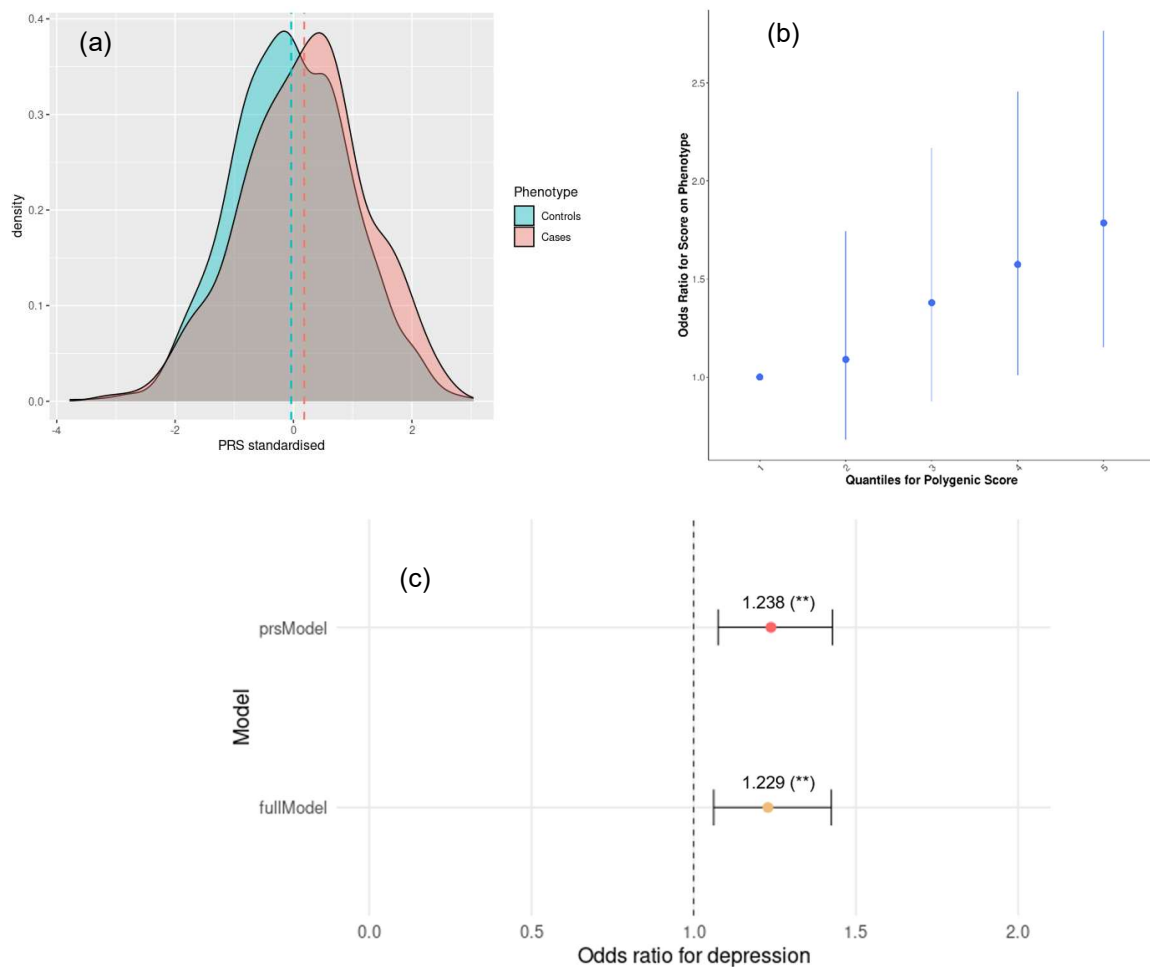 (a)
0.4
0.3
0.2
0.1
0.0
density
-4
-2
0
2
PRS standardised
Phenotype
Controls
Cases
(b)
Odds Ratio for Score on Phenotype
2.5
2.0
1.5
1.0
1
2
3
4
5
Quantiles for Polygenic Score
(c)
Model
prsModel
1.238 (**)
fullModel
1.229 (**)
0.0
0.5
1.0
1.5
2.0
Odds ratio for depression